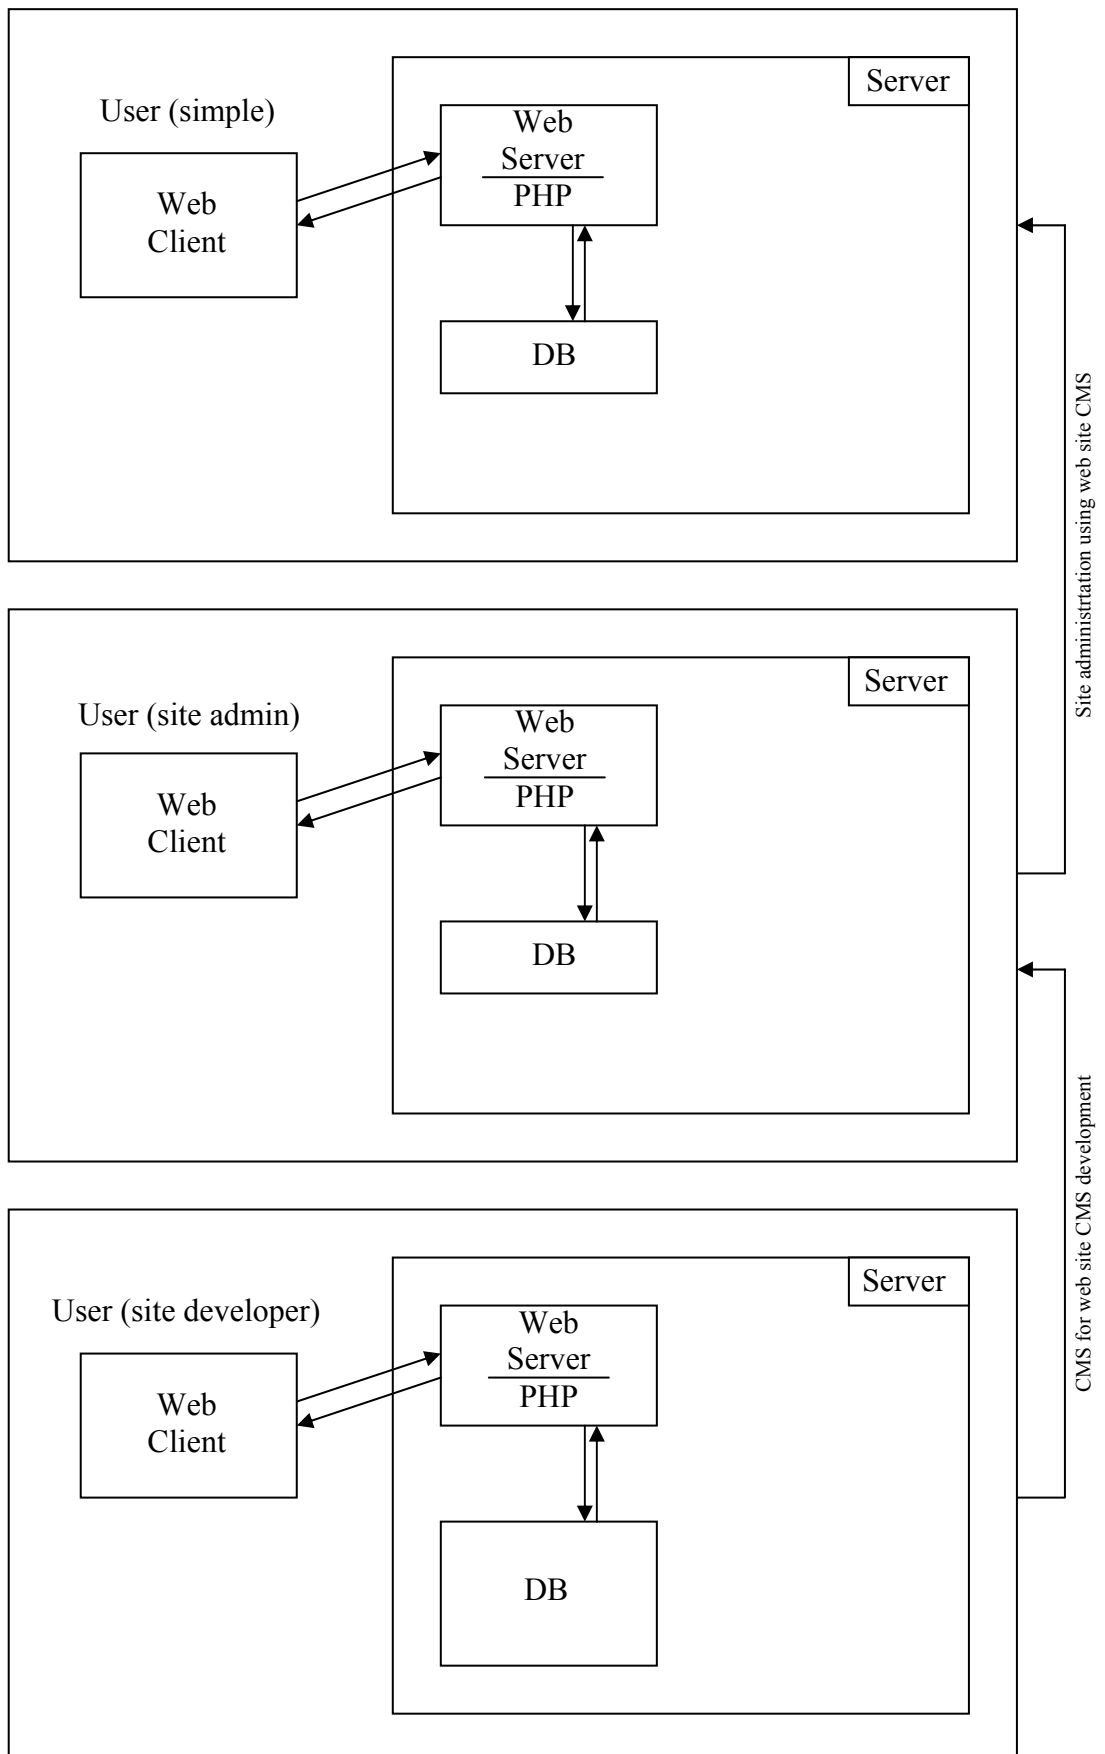 Server
User (simple)
Web
Server
PHP
Web
Client
DB
Site administrtation using web site CMS
Server
User (site admin)
Web
Server
PHP
Web
Client
DB
CMS for web site CMS development
Server
User (site developer)
Web
Server
PHP
Web
Client
DB